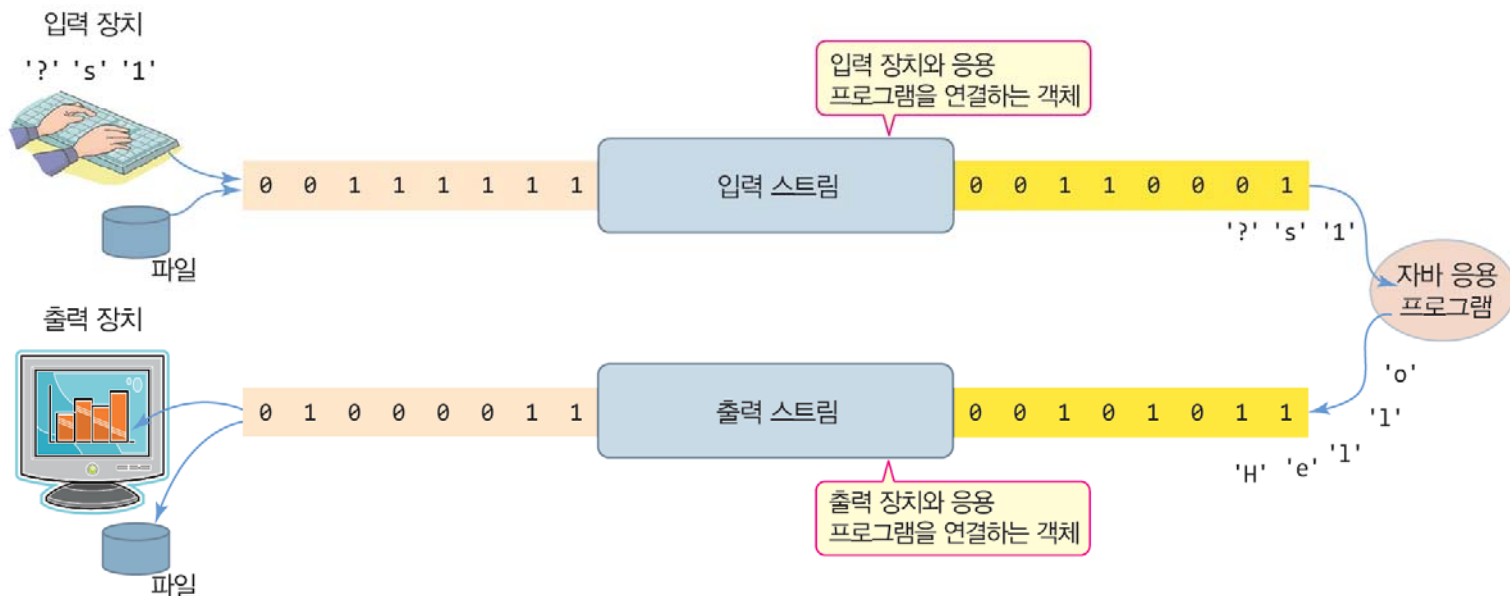 입력 장치
'?' 's' '1'
입력 장치와 응용
프로그램을 연결하는 객체
0 0 1 1 1 1 1 1
입력 스트림
0 0 1 1 0 0 0 1
'?' 's' '1'
파일
자바 응용
프로그램
출력 장치
0 1 0 0 0 0 1 1
출력 스트림
0 0 1 0 1 0 1 1
'o'
'l'
'l'
'e'
'H'
출력 장치와 응용
프로그램을 연결하는 객체
파일